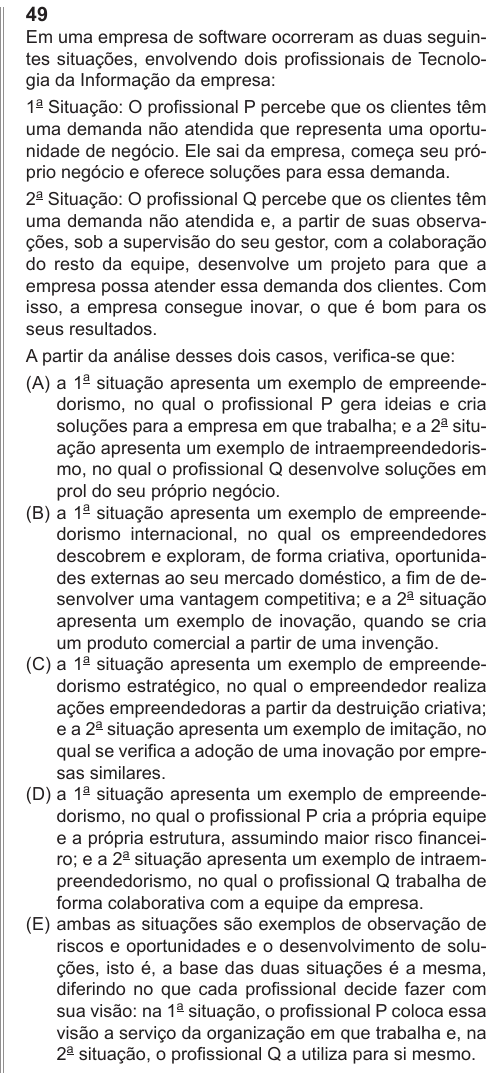 49
Em uma empresa de software ocorreram as duas seguin-
tes situações, envolvendo dois profissionais de Tecnolo-
gia da Informação da empresa:
1ª Situação: O profissional P percebe que os clientes têm
uma demanda não atendida que representa uma oportu-
nidade de negócio. Ele sai da empresa, começa seu pró-
prio negócio e oferece soluções para essa demanda.
2ª Situação: O profissional Q percebe que os clientes têm
uma demanda não atendida e, a partir de suas observa-
ções, sob a supervisão do seu gestor, com a colaboração
do resto da equipe, desenvolve um projeto para que a
empresa possa atender essa demanda dos clientes. Com
isso, a empresa consegue inovar, o que é bom para os
seus resultados.
A partir da análise desses dois casos, verifica-se que:
(A) a 1ª situação apresenta um exemplo de empreende-
dorismo, no qual o profissional P gera ideias e cria
soluções para a empresa em que trabalha; e a 2ª situ-
ação apresenta um exemplo de intraempreendedoris-
mo, no qual o profissional Q desenvolve soluções em
prol do seu próprio negócio.
(B) a 1ª situação apresenta um exemplo de empreende-
dorismo internacional, no qual os empreendedores
descobrem e exploram, de forma criativa, oportunida-
des externas ao seu mercado doméstico, a fim de de-
senvolver uma vantagem competitiva; e a 2ª situação
apresenta um exemplo de inovação, quando se cria
um produto comercial a partir de uma invenção.
(C) a 1ª situação apresenta um exemplo de empreende-
dorismo estratégico, no qual o empreendedor realiza
ações empreendedoras a partir da destruição criativa;
e a 2ª situação apresenta um exemplo de imitação, no
qual se verifica a adoção de uma inovação por empre-
sas similares.
(D) a 1ª situação apresenta um exemplo de empreende-
dorismo, no qual o profissional P cria a própria equipe
e a própria estrutura, assumindo maior risco financei-
ro; e a 2ª situação apresenta um exemplo de intraem-
preendedorismo, no qual o profissional Q trabalha de
forma colaborativa com a equipe da empresa.
(E) ambas as situações são exemplos de observação de
riscos e oportunidades e o desenvolvimento de solu-
ções, isto é, a base das duas situações é a mesma,
diferindo no que cada profissional decide fazer com
sua visão: na 1ª situação, o profissional P coloca essa
visão a serviço da organização em que trabalha e, na
2ª situação, o profissional Q a utiliza para si mesmo.